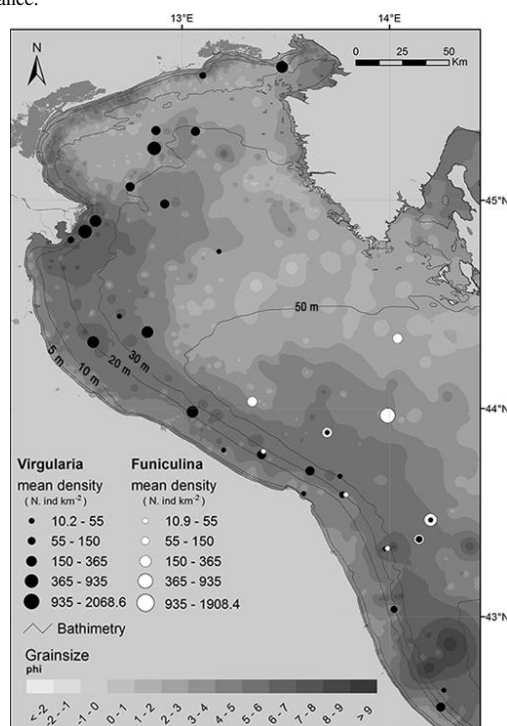 ance.
13°E
14°E
N
0 25 50
Km
45°N
50 m
30 m
20 m
10 m
5 m
44°N
43°N
Virgularia Funiculina
mean density mean density
( N. ind km-2) ( N. ind km-2)
10.2 - 55 10.9 - 55
55 - 150 55 - 150
150 - 365 150 - 365
365 - 935 365 - 935
935 - 2068.6 935 - 1908.4
Bathimetry
Grainsize
phi
<-2 -2 - -1 -1 - 0 0 - 1 1 - 2 2 - 3 3 - 4 4 - 5 5 - 6 6 - 7 7 - 8 8 - 9 > 9